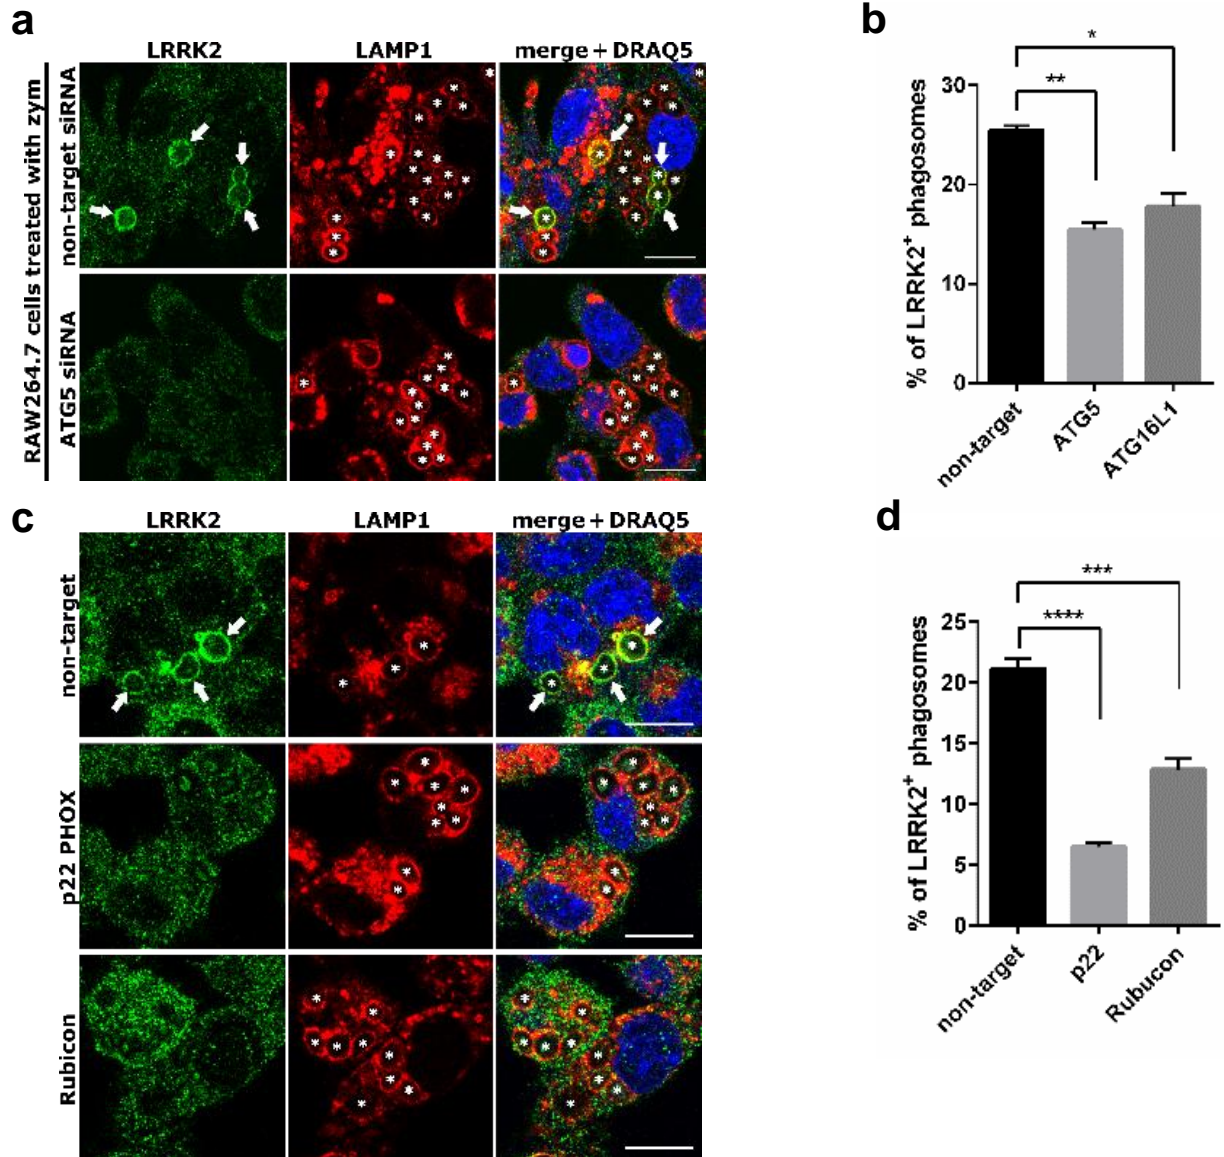 a
LRRK2 LAMP1 merge + DRAQ5
RAW264.7 cells treated with zym
non-target siRNA
ATG5 siRNA
b
% of LRRK2+ phagosomes
30
20
10
0
*
**
non-target
ATG5
ATG16L1
c
LRRK2 LAMP1 merge + DRAQ5
non-target
p22 PHOX
Rubicon
d
% of LRRK2+ phagosomes
25
20
15
10
5
0
***
****
non-target
p22
Rubucon